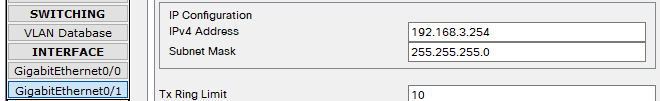 SWITCHING
VLAN Database
INTERFACE
GigabitEthernet0/0
GigabitEthernet0/1
IP Configuration
IPv4 Address 192.168.3.254
Subnet Mask 255.255.255.0
Tx Ring Limit 10